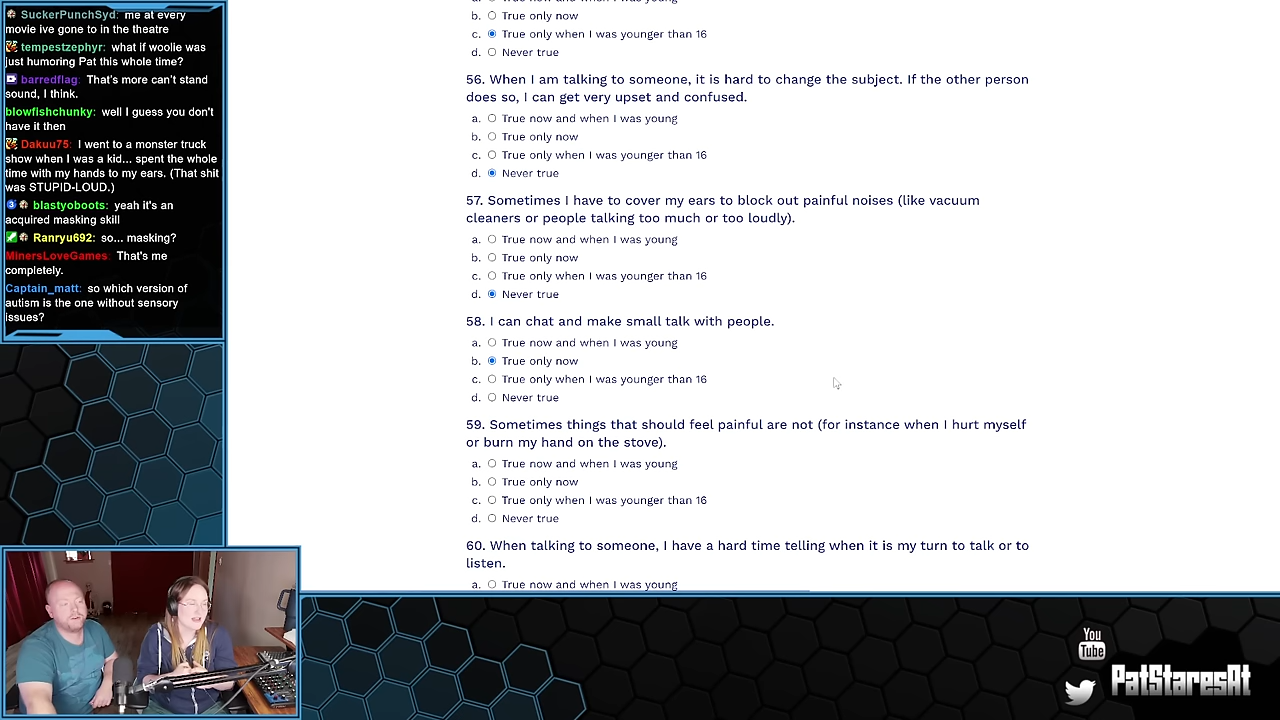 SuckerPunchSyd: me at every
movie ive gone to in the theatre
tempestzephyr: what if woolie was
just humoring Pat this whole time?
barredflag: That's more can't stand
sound, I think.
blowfishchunky: well I guess you don't
have it then
Dakuu75: I went to a monster truck
show when I was a kid... spent the whole
time with my hands to my ears. (That shit
was STUPID-LOUD.)
3 blastyoboots: yeah it's an
acquired masking skill
Ranryu692: so... masking?
MinersLoveGames: That's me
completely.
Captain_matt: so which version of
autism is the one without sensory
issues?
b. True only now
c. True only when I was younger than 16
d. Never true
56. When I am talking to someone, it is hard to change the subject. If the other person
does so, I can get very upset and confused.
a. True now and when I was young
b. True only now
c. True only when I was younger than 16
d. Never true
57. Sometimes I have to cover my ears to block out painful noises (like vacuum
cleaners or people talking too much or too loudly).
a. True now and when I was young
b. True only now
c. True only when I was younger than 16
d. Never true
58. I can chat and make small talk with people.
a. True now and when I was young
b. True only now
c. True only when I was younger than 16
d. Never true
59. Sometimes things that should feel painful are not (for instance when I hurt myself
or burn my hand on the stove).
a. True now and when I was young
b. True only now
c. True only when I was younger than 16
d. Never true
60. When talking to someone, I have a hard time telling when it is my turn to talk or to
listen.
a. True now and when I was young
You
Tube
PatStaresAt